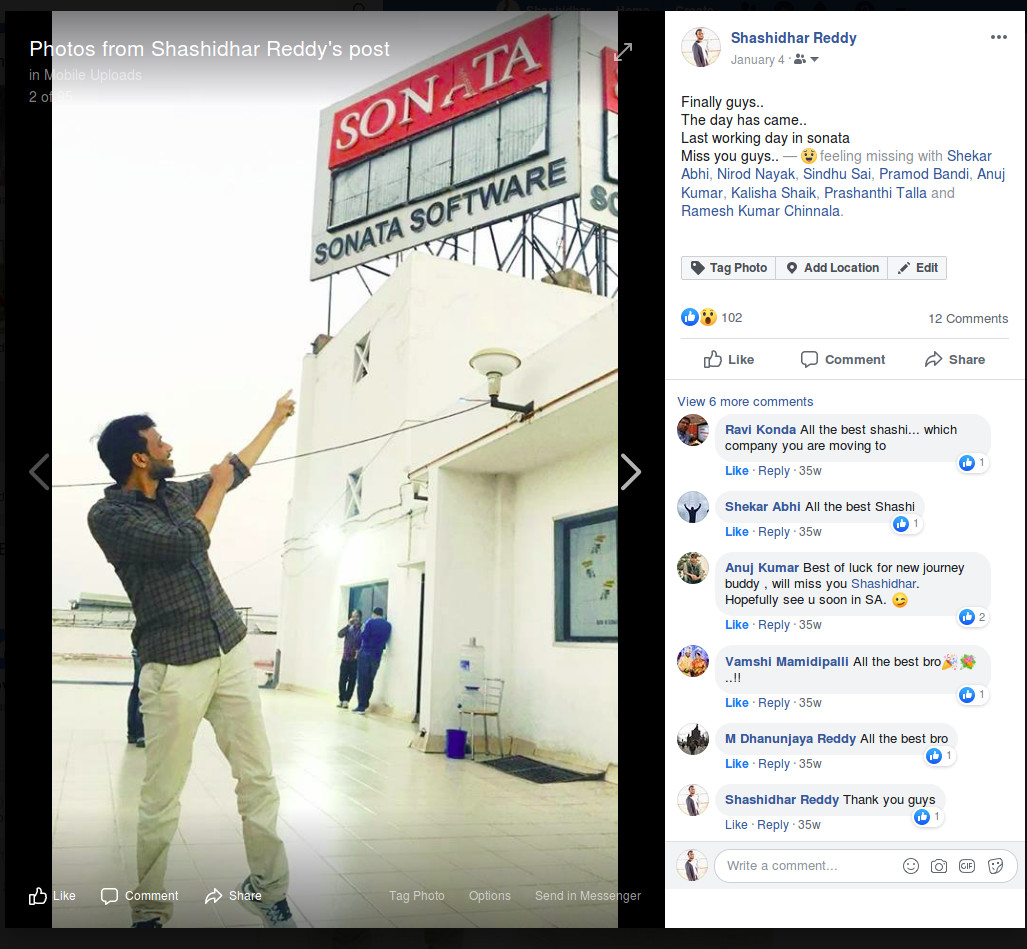 Photos from Shashidhar Reddy's post
in Mobile Uploads
2 of
SONATA
SONATA SOFTWARE
Shashidhar Reddy
January 4 ·
Finally guys..
The day has came..
Last working day in sonata
Miss you guys.. — 😧 feeling missing with Shekar
Abhi, Nirod Nayak, Sindhu Sai, Pramod Bandi, Anuj
Kumar, Kalisha Shaik, Prashanthi Talla and
Ramesh Kumar Chinnala.
Tag Photo Add Location Edit
102 12 Comments
Like Comment Share
View 6 more comments
Ravi Konda All the best shashi... which
company you are moving to
1
Like · Reply · 35w
Shekar Abhi All the best Shashi
1
Like · Reply · 35w
Anuj Kumar Best of luck for new journey
buddy , will miss you Shashidhar.
Hopefully see u soon in SA. 😜
2
Like · Reply · 35w
Vamshi Mamidipalli All the best bro🎉💐
..!!
1
Like · Reply · 35w
M Dhanunjaya Reddy All the best bro
1
Like · Reply · 35w
Shashidhar Reddy Thank you guys
1
Like · Reply · 35w
Write a comment...
GIF
Like Comment Share Tag Photo Options Send in Messenger